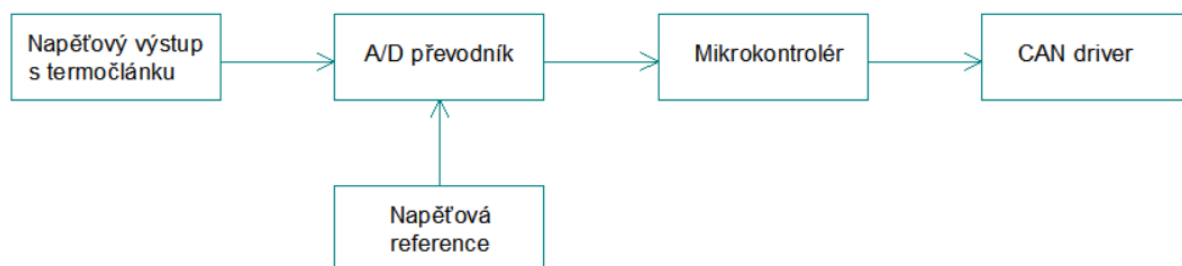 Napěťový výstup
s termočlánku
A/D převodník
Mikrokontrolér
CAN driver
Napěťová
reference